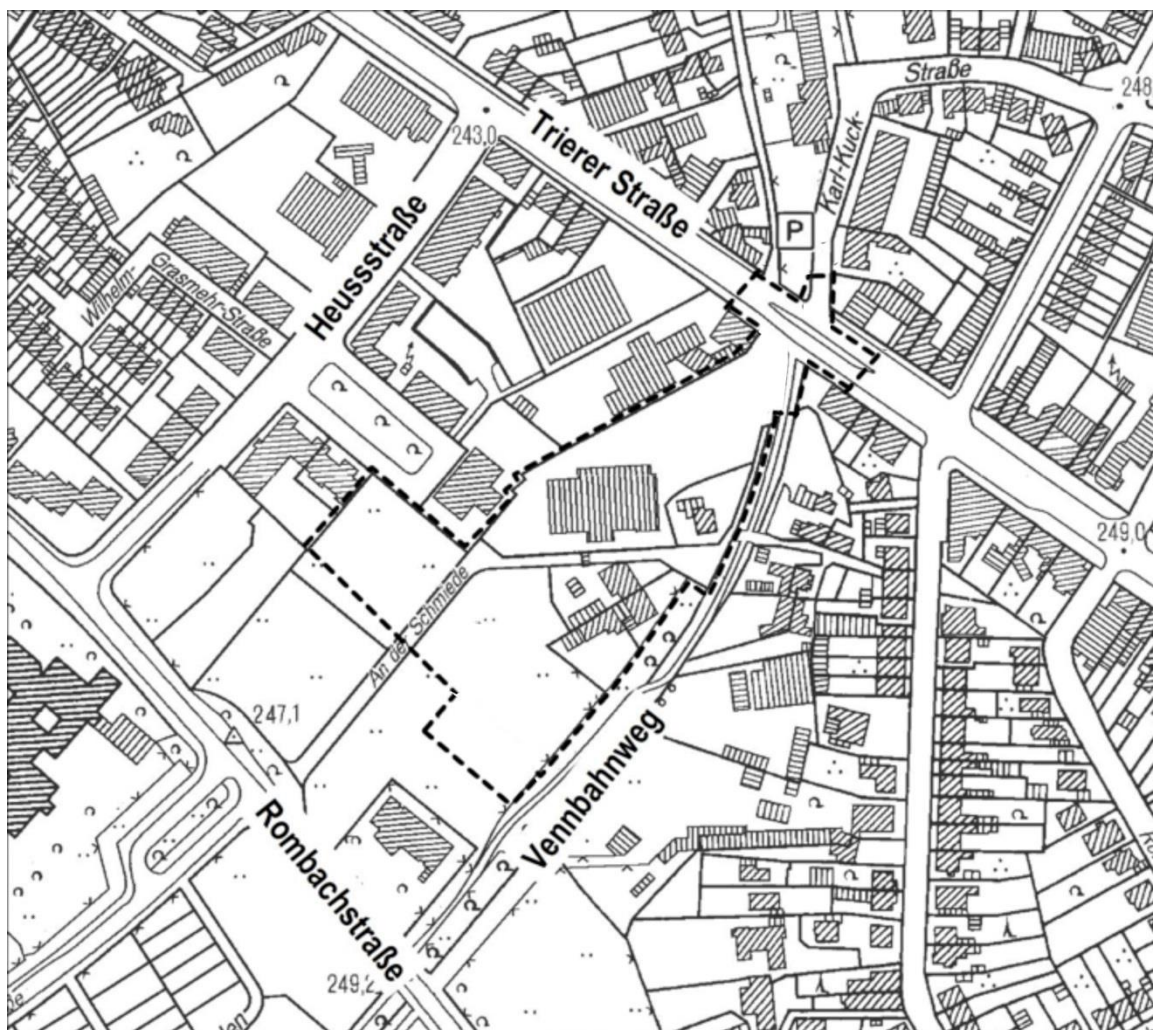 Straße
248
Karl-Kuck-
Trierer Straße
243,0
P
Heussstraße
Wilhelm-
Grasmehr-Straße
249,0
An der Schmiede
247,1
Vennbahnweg
Rombachstraße
249,2